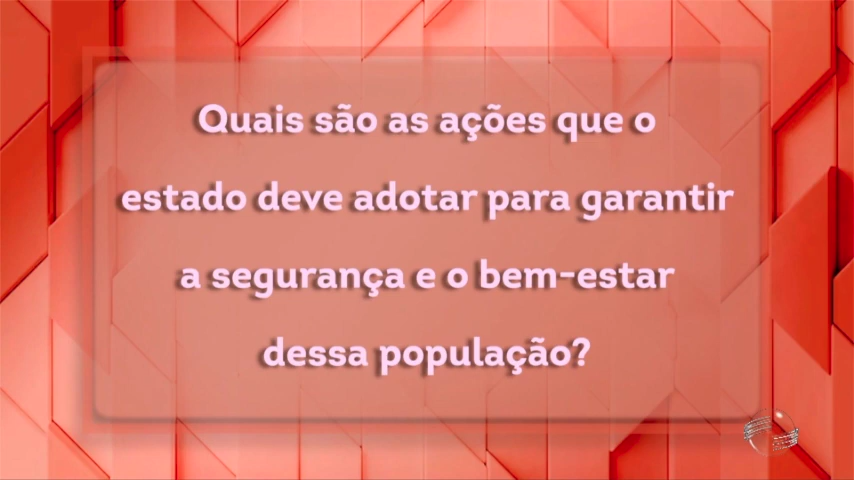 Quais são as ações que o
estado deve adotar para garantir
a segurança e o bem-estar
dessa população?